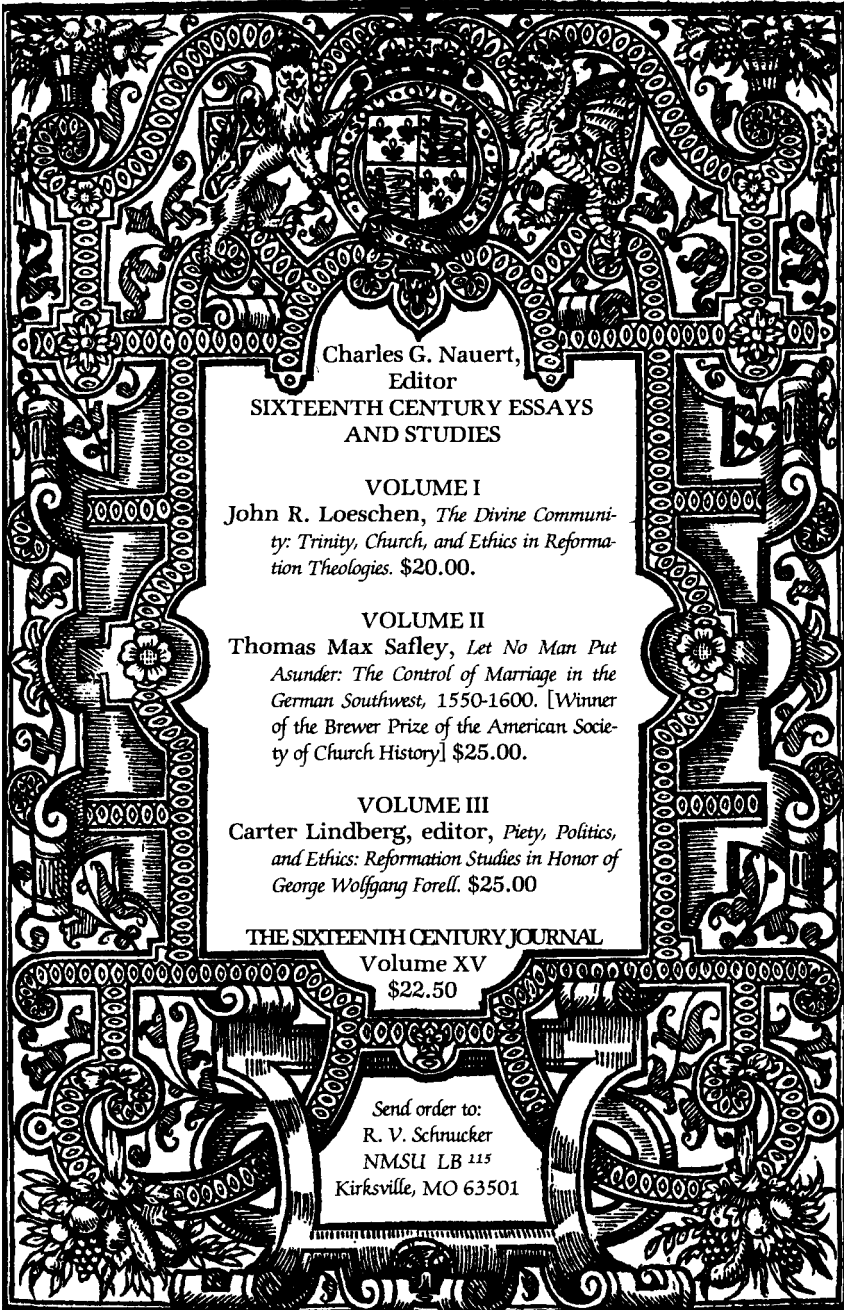 Charles G. Nauert,
Editor
SIXTEENTH CENTURY ESSAYS
AND STUDIES
VOLUME I
John R. Loeschen, The Divine Communi-
ty: Trinity, Church, and Ethics in Reforma-
tion Theologies. $20.00.
VOLUME II
Thomas Max Safley, Let No Man Put
Asunder: The Control of Marriage in the
German Southwest, 1550-1600. [Winner
of the Brewer Prize of the American Socie-
ty of Church History] $25.00.
VOLUME III
Carter Lindberg, editor, Piety, Politics,
and Ethics: Reformation Studies in Honor of
George Wolfgang Forell. $25.00
THE SIXTEENTH CENTURY JOURNAL
Volume XV
$22.50
Send order to:
R. V. Schnucker
NMSU LB 115
Kirksville, MO 63501